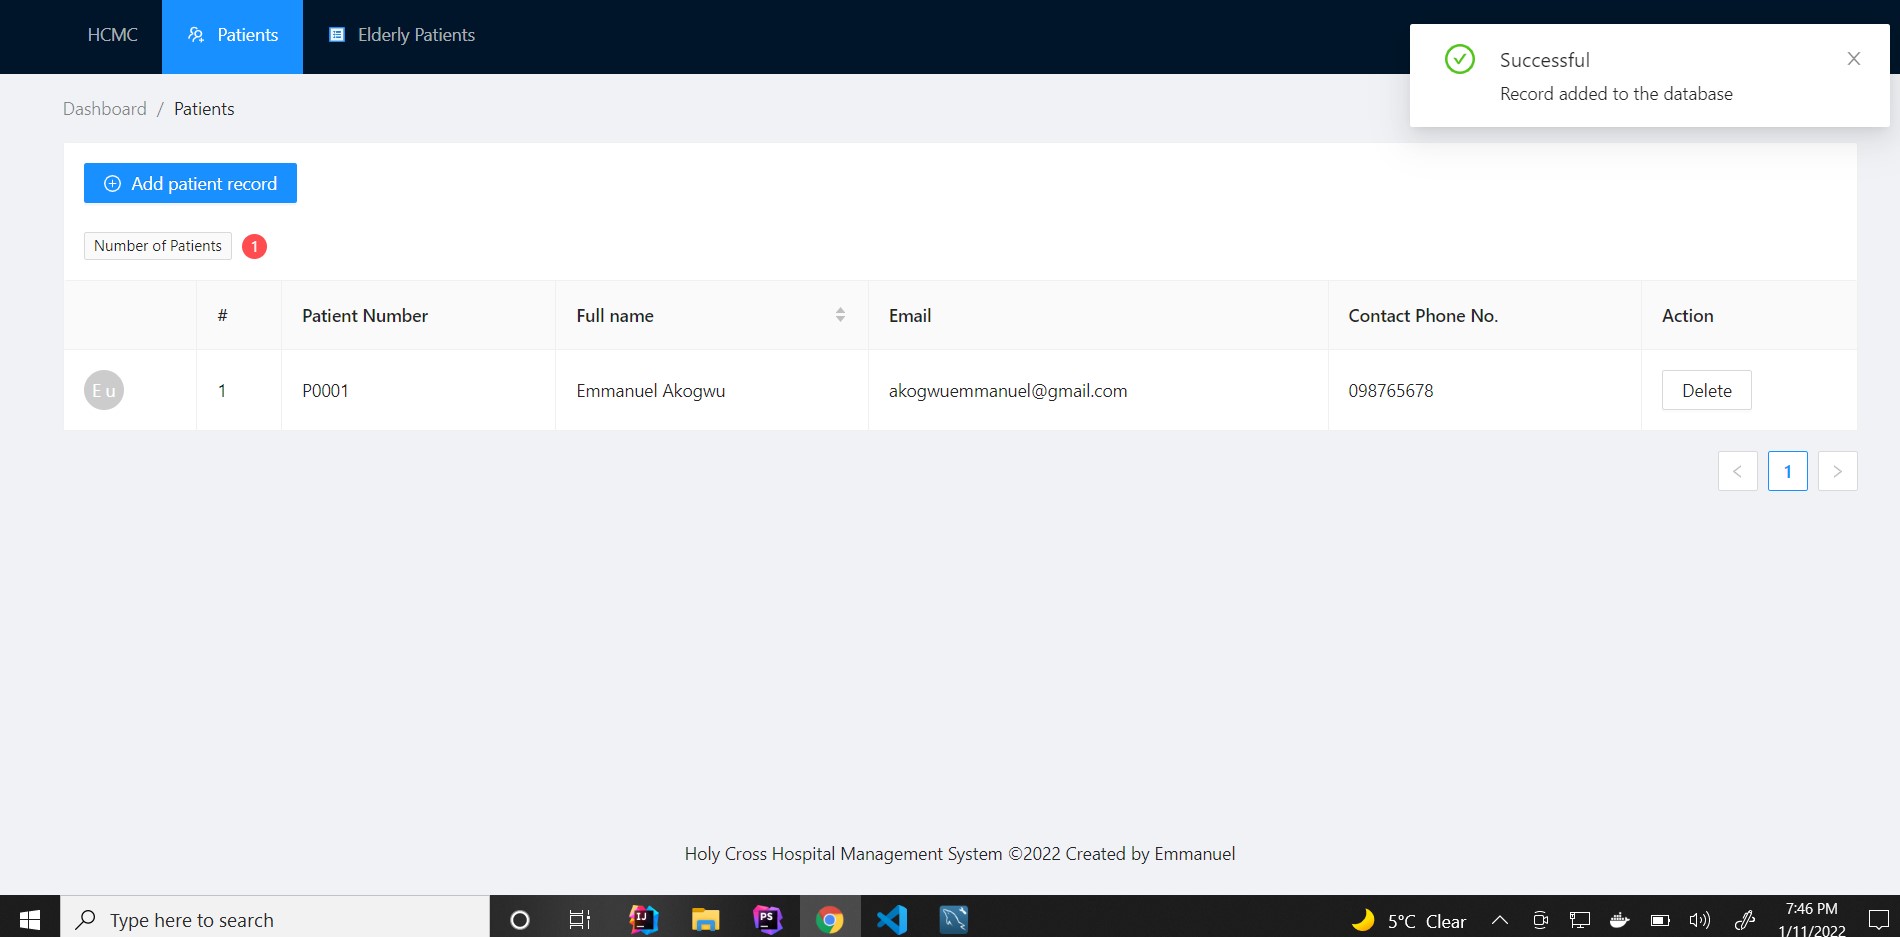 HCMC Patients Elderly Patients
Successful
Record added to the database
Dashboard / Patients
Add patient record
Number of Patients 1
# Patient Number Full name Email Contact Phone No. Action
E u 1 P0001 Emmanuel Akogwu akogwuemmanuel@gmail.com 098765678 Delete
< 1 >
Holy Cross Hospital Management System ©2022 Created by Emmanuel
Type here to search
IJ
PS
5°C Clear
7:46 PM
1/11/2022